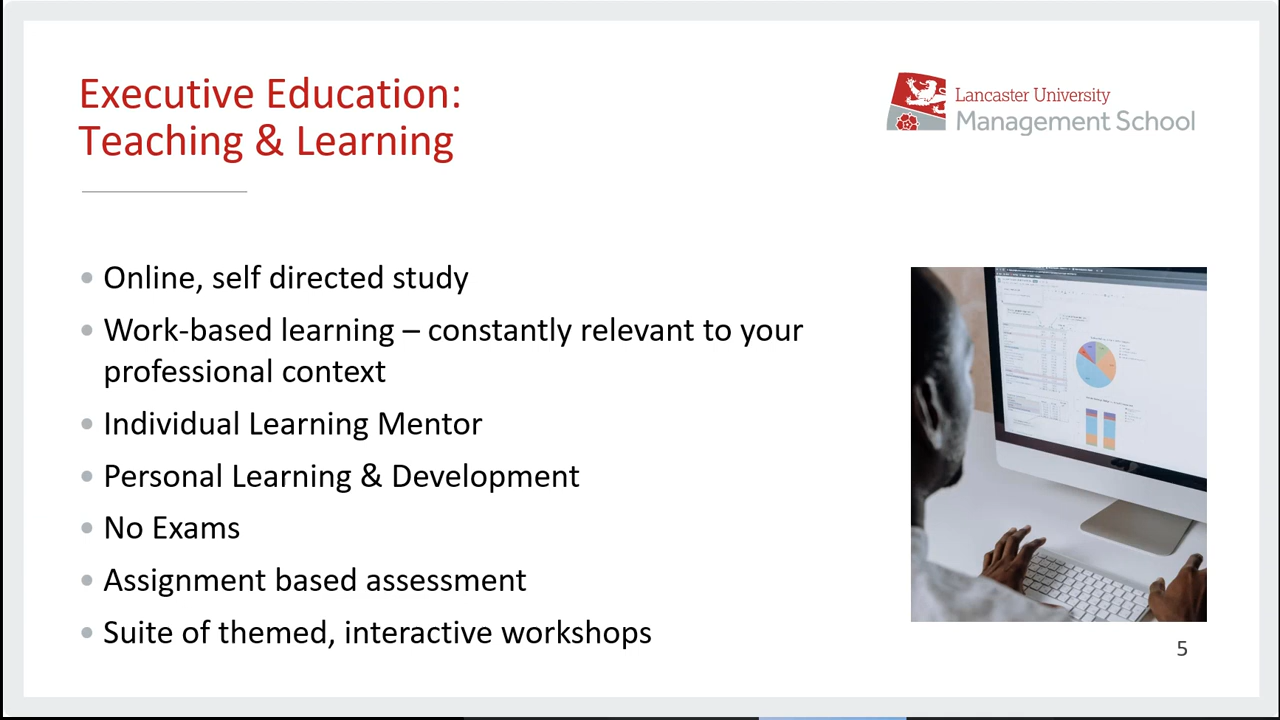 Executive Education:
Teaching & Learning
Lancaster University
Management School
• Online, self directed study
• Work-based learning – constantly relevant to your
professional context
• Individual Learning Mentor
• Personal Learning & Development
• No Exams
• Assignment based assessment
• Suite of themed, interactive workshops
5